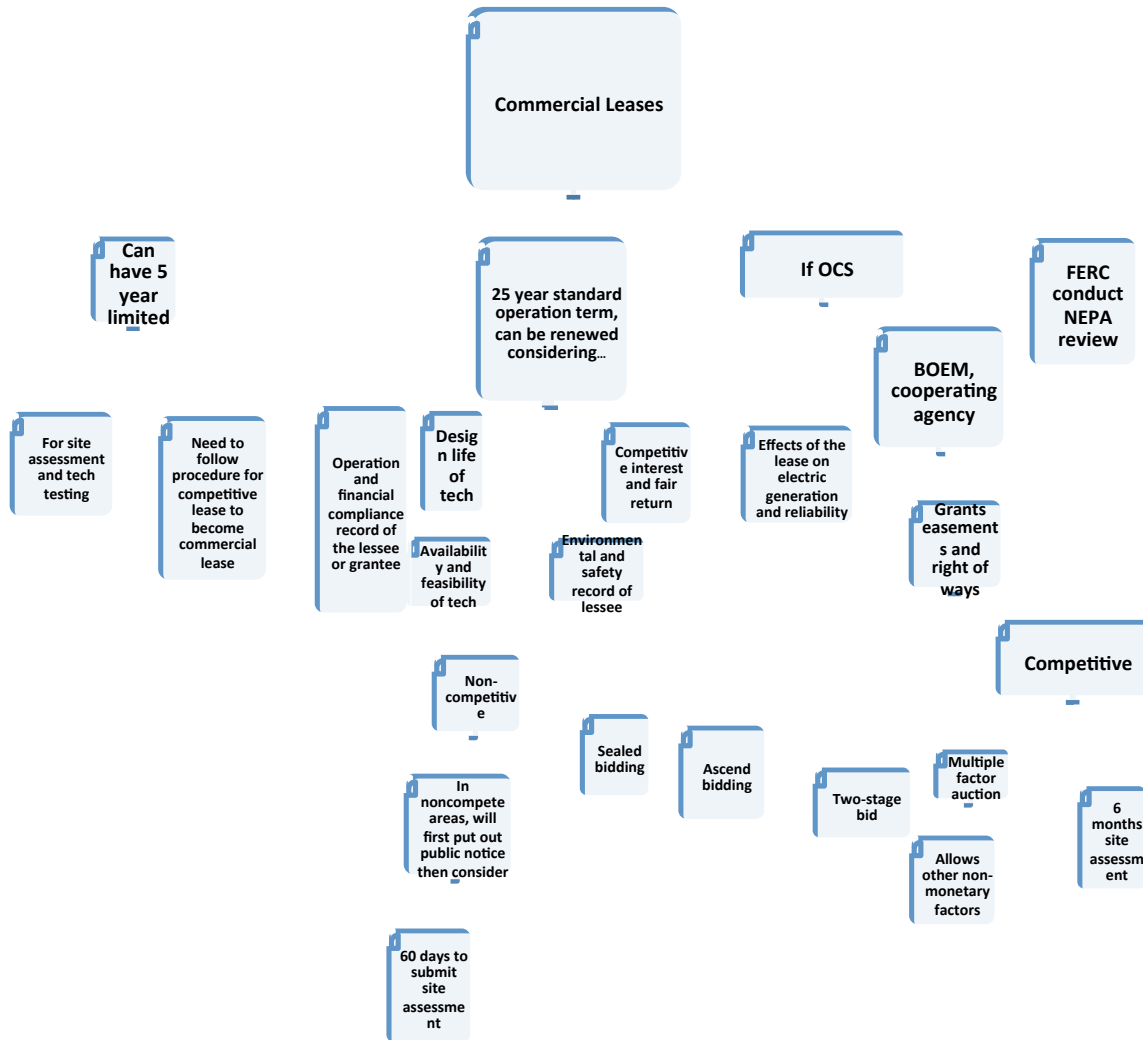 Commercial Leases
Can
have 5
year
limited
25 year standard
operation term,
can be renewed
considering…
If OCS
FERC
conduct
NEPA
review
BOEM,
cooperating
agency
For site
assessment
and tech
testing
Need to
follow
procedure for
competitive
lease to
become
commercial
lease
Operation
and
financial
compliance
record of
the lessee
or grantee
Desig
n life
of
tech
Availabilit
y and
feasibility
of tech
Competitiv
e interest
and fair
return
Environmen
tal and
safety
record of
lessee
Effects of the
lease on
electric
generation
and reliability
Grants
easement
s and
right of
ways
Competitive
Non-
competitiv
e
In
noncompete
areas, will
first put out
public notice
then consider
60 days to
submit
site
assessme
nt
Sealed
bidding
Ascend
bidding
Two-stage
bid
Multiple
factor
auction
Allows
other non-
monetary
factors
6
months
site
assessm
ent